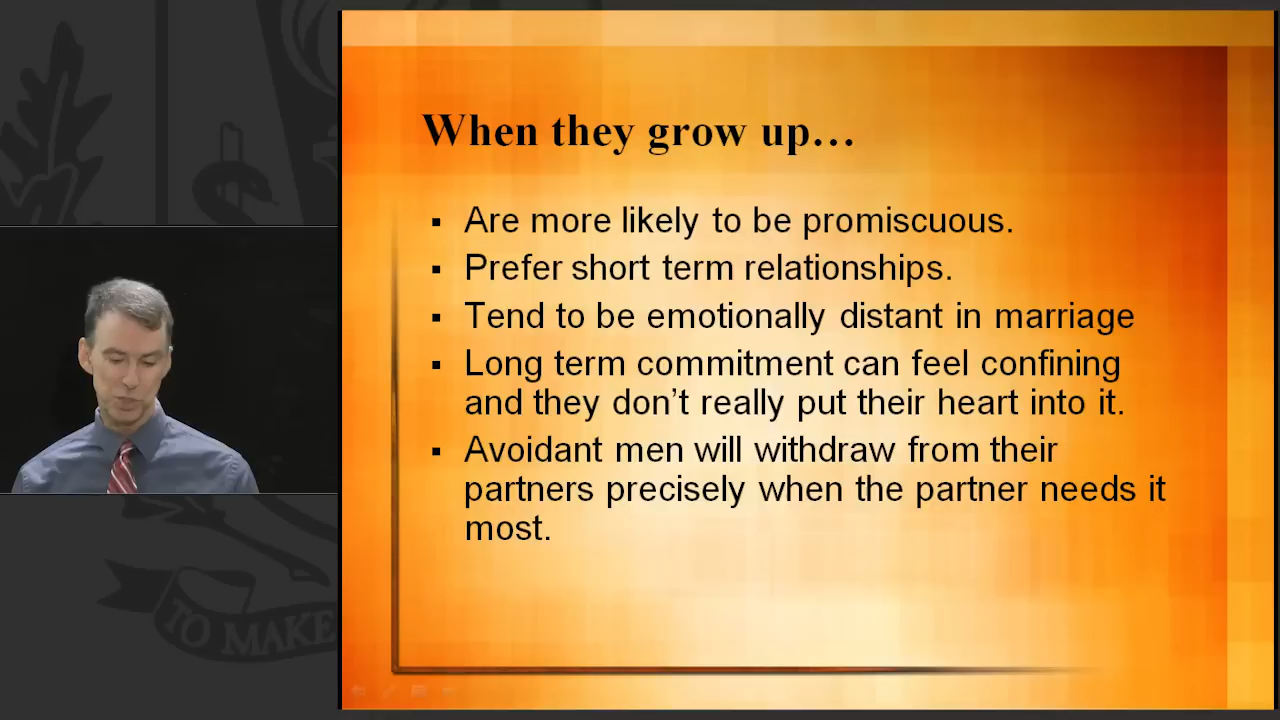 When they grow up…
▪ Are more likely to be promiscuous.
▪ Prefer short term relationships.
▪ Tend to be emotionally distant in marriage
▪ Long term commitment can feel confining
and they don't really put their heart into it.
▪ Avoidant men will withdraw from their
partners precisely when the partner needs it
most.
TO MAKE